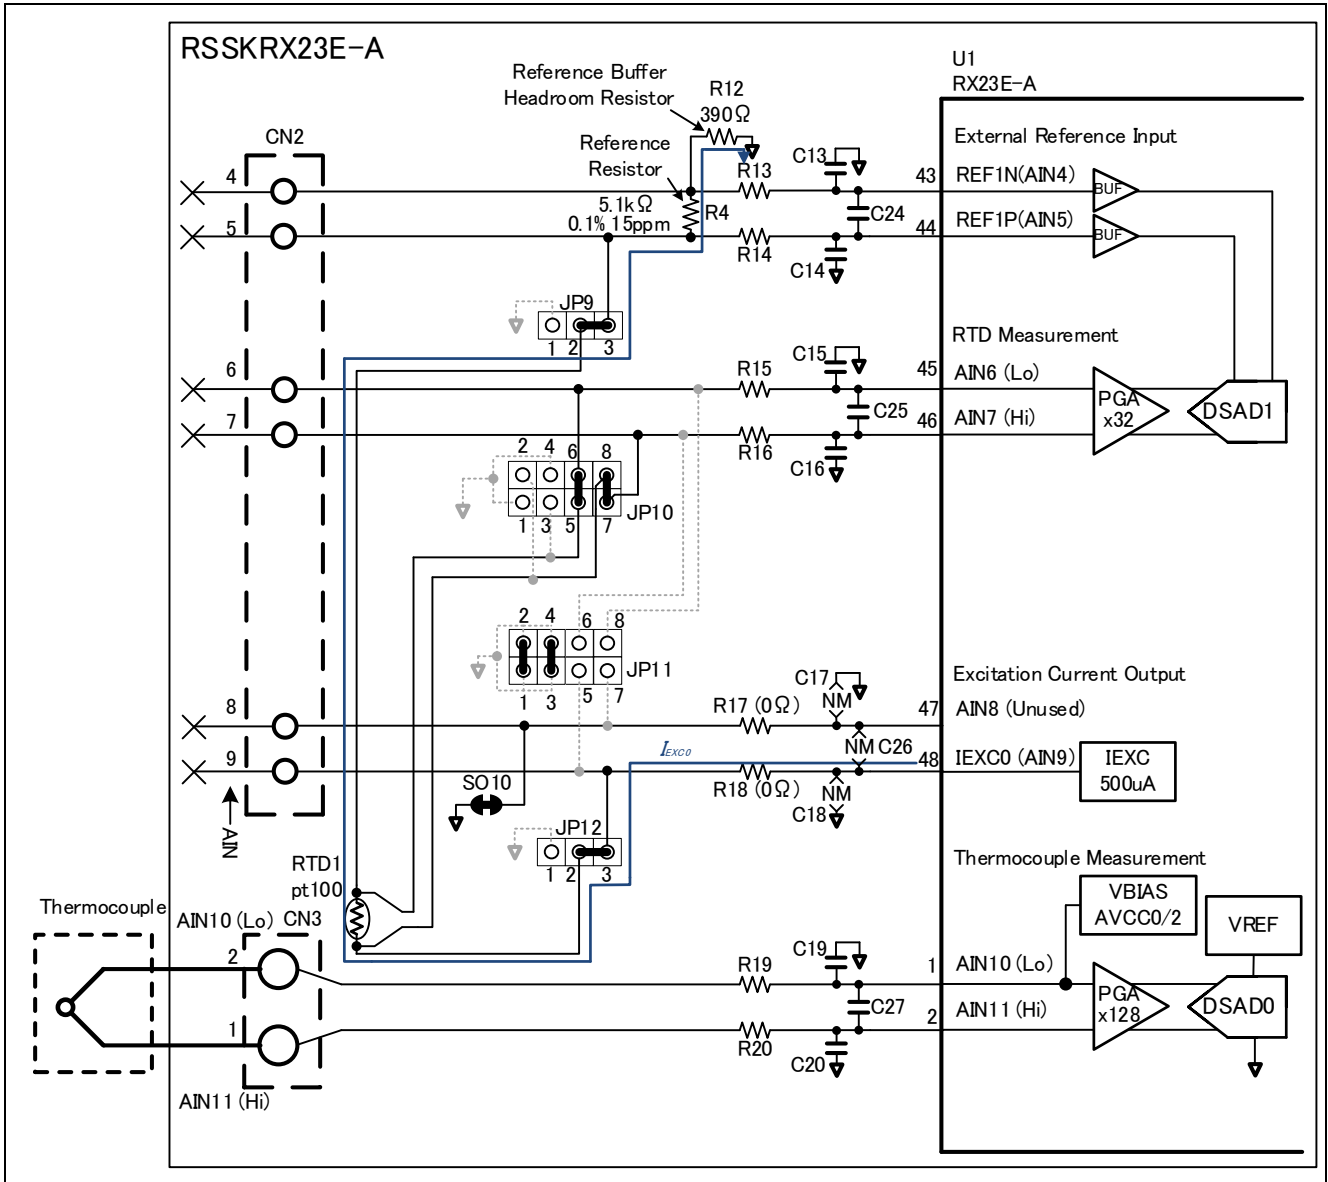 RSSKRX23E-A
U1
RX23E-A
Reference Buffer
Headroom Resistor
R12
390Ω
Reference
Resistor
5.1kΩ
0.1% 15ppm
R4
CN2
4
5
R13
R14
C13
C24
C14
43
44
External Reference Input
REF1N(AIN4)
REF1P(AIN5)
BUF
BUF
JP9
1 2 3
6
7
R15
R16
C15
C25
C16
45
46
RTD Measurement
AIN6 (Lo)
AIN7 (Hi)
PGA
x32
DSAD1
2 4 6 8
JP10
1 3 5 7
2 4 6 8
JP11
1 3 5 7
8
9
AIN
R17 (0Ω)
R18 (0Ω)
IEXC0
C17
NM
NM C26
NM
C18
47
48
Excitation Current Output
AIN8 (Unused)
IEXC0 (AIN9)
IEXC
500uA
SO10
JP12
1 2 3
RTD1
pt100
Thermocouple
AIN10 (Lo) CN3
2
1
AIN11 (Hi)
R19
R20
C19
C27
C20
1
2
Thermocouple Measurement
VBIAS
AVCC0/2
VREF
AIN10 (Lo)
AIN11 (Hi)
PGA
x128
DSAD0